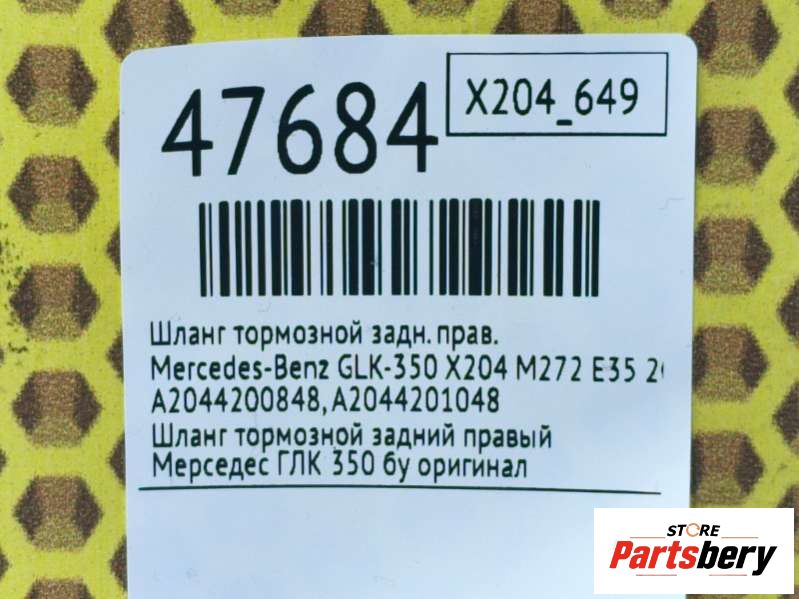 47684
X204_649
Шланг тормозной задн. прав.
Mercedes-Benz GLK-350 X204 M272 E35
A2044200848, A2044201048
Шланг тормозной задний правый
Мерседес ГЛК 350 бу оригинал
STORE
Partsbery